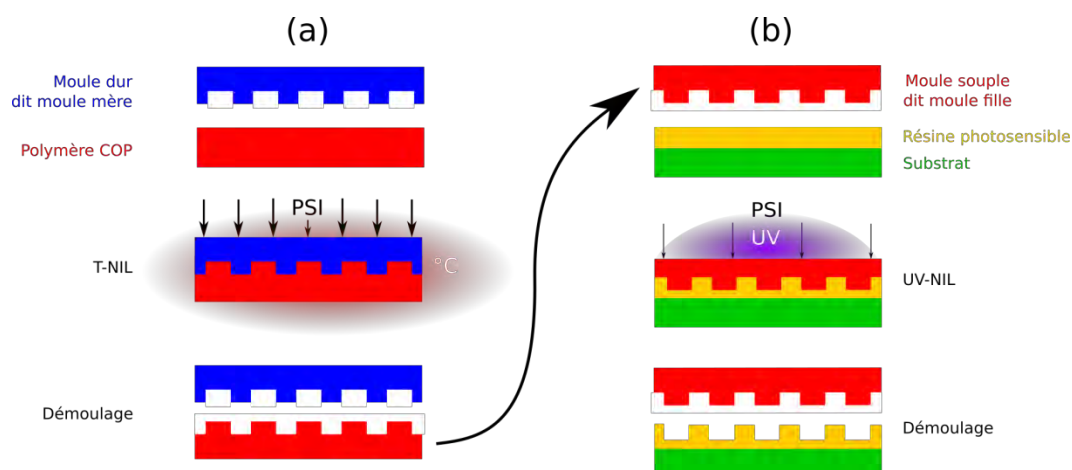 (a)
Moule dur
dit moule mère
Polymère COP
PSI
°C
T-NIL
Démoulage
(b)
Moule souple
dit moule fille
Résine photosensible
Substrat
PSI
UV
UV-NIL
Démoulage